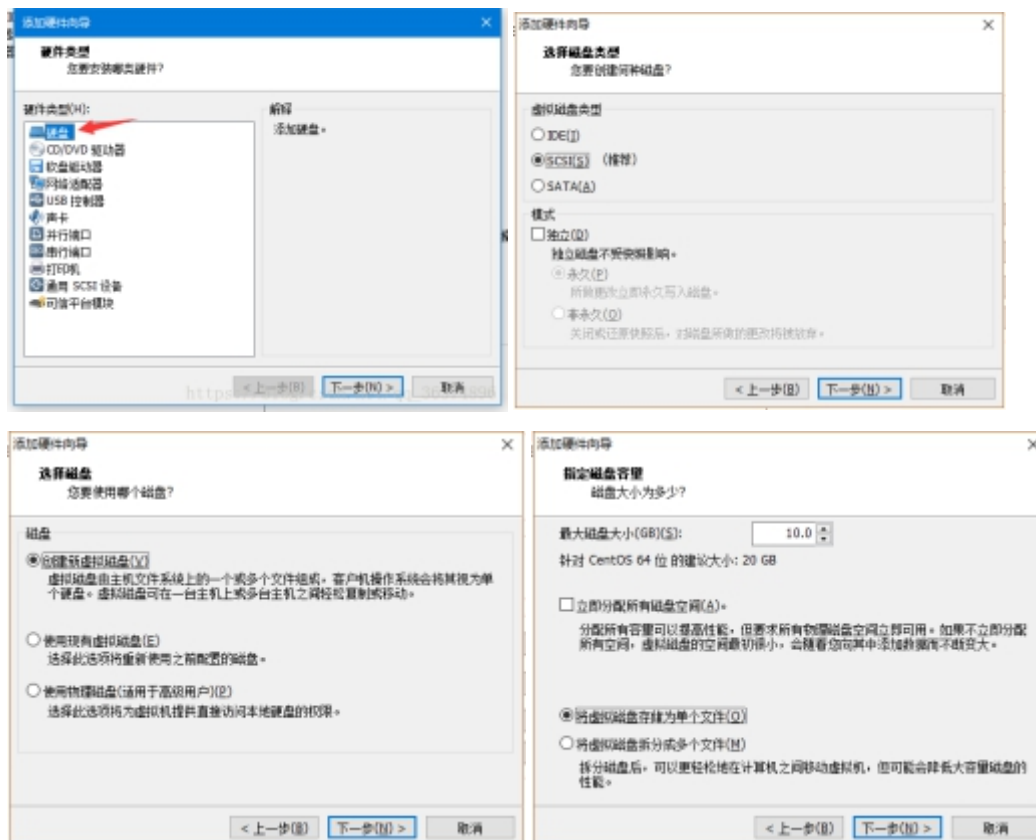 添加硬件向导
硬件类型
您要安装哪类硬件?
硬件类型(H):
硬盘
CD/DVD 驱动器
软盘驱动器
网络适配器
USB 控制器
声卡
并行端口
串行端口
打印机
通用 SCSI 设备
可信平台模块
解释
添加硬盘。
< 上一步(B)
下一步(N) >
取消
添加硬件向导
选择磁盘类型
您要创建何种磁盘?
虚拟磁盘类型
IDE(I)
SCSI(S) (推荐)
SATA(A)
模式
独立(D)
独立磁盘不受快照影响。
永久(P)
所做更改立即永久写入磁盘。
非永久(O)
关闭或还原快照后，对磁盘所做的更改将被放弃。
< 上一步(B)
下一步(N) >
取消
添加硬件向导
选择磁盘
您要使用哪个磁盘?
磁盘
创建新虚拟磁盘(V)
虚拟磁盘由主机文件系统上的一个或多个文件组成，客户机操作系统会将其视为单
个硬盘。虚拟磁盘可在一台主机上或多台主机之间轻松复制或移动。
使用现有虚拟磁盘(E)
选择此选项将重新使用之前配置的磁盘。
使用物理磁盘(适用于高级用户)(P)
选择此选项将为虚拟机提供直接访问本地硬盘的权限。
< 上一步(B)
下一步(N) >
取消
添加硬件向导
指定磁盘容量
磁盘大小为多少?
最大磁盘大小(GB)(S):
10.0
针对 CentOS 64 位 的建议大小: 20 GB
立即分配所有磁盘空间(A)。
分配所有容量可以提高性能，但要求所有物理磁盘空间立即可用。如果不立即分配
所有空间，虚拟磁盘的空间最初很小，会随着您向其中添加数据而不断变大。
将虚拟磁盘存储为单个文件(O)
将虚拟磁盘拆分成多个文件(M)
拆分磁盘后，可以更轻松地在计算机之间移动虚拟机，但可能会降低大容量磁盘的
性能。
< 上一步(B)
下一步(N) >
取消